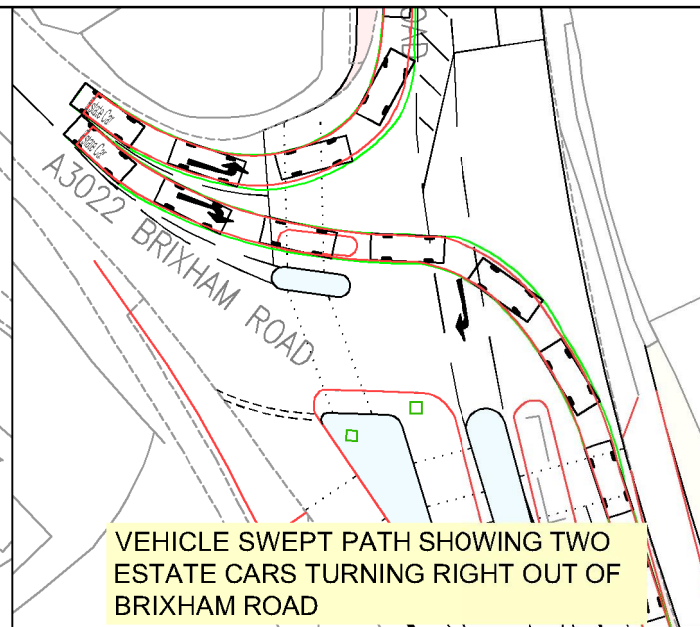 OAD
Estate Car
Estate Car
A3022 BRIXHAM ROAD
VEHICLE SWEPT PATH SHOWING TWO
ESTATE CARS TURNING RIGHT OUT OF
BRIXHAM ROAD